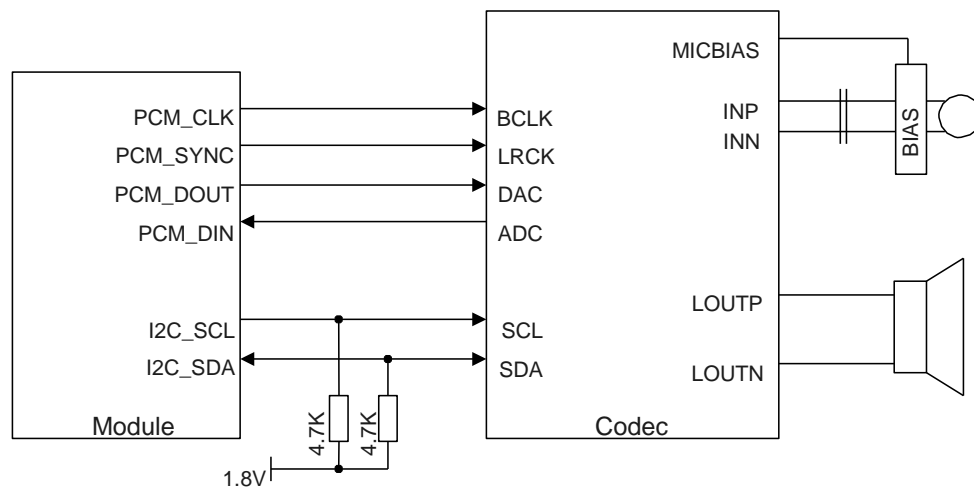 MICBIAS
PCM_CLK
BCLK
INP
INN
BIAS
PCM_SYNC
LRCK
PCM_DOUT
DAC
PCM_DIN
ADC
LOUTP
I2C_SCL
SCL
I2C_SDA
SDA
LOUTN
4.7K
4.7K
Module
Codec
1.8V